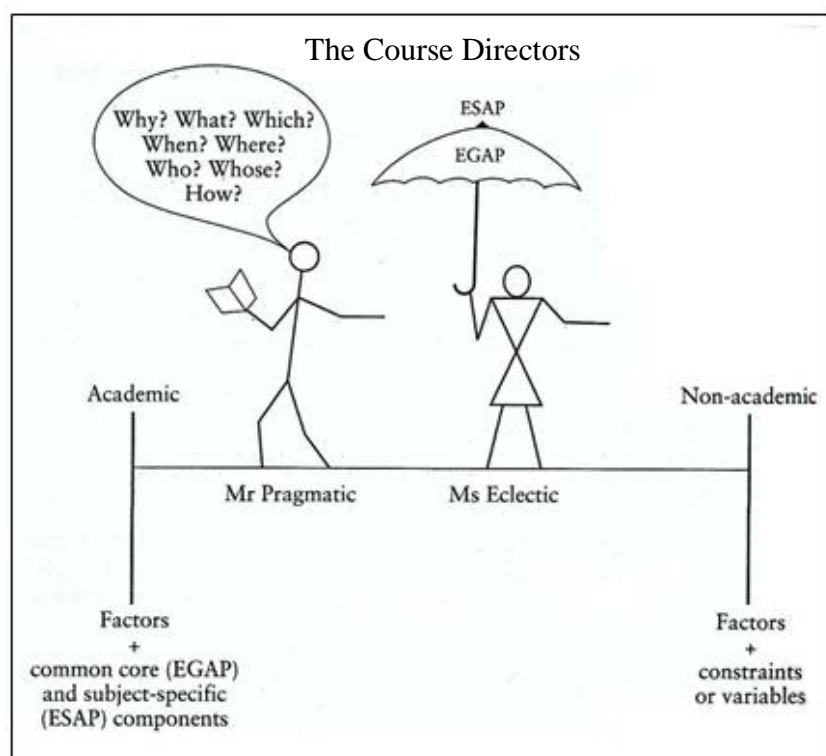 The Course Directors
Why? What? Which?
When? Where?
Who? Whose?
How?
ESAP
EGAP
Academic
Non-academic
Mr Pragmatic
Ms Eclectic
Factors
+
common core (EGAP)
and subject-specific
(ESAP) components
Factors
+
constraints
or variables